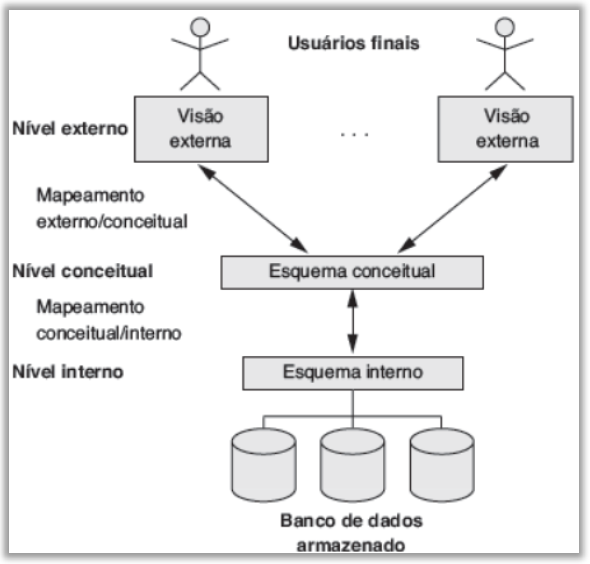 Usuários finais
Nível externo
Visão
externa
. . .
Visão
externa
Mapeamento
externo/conceitual
Nível conceitual
Esquema conceitual
Mapeamento
conceitual/interno
Nível interno
Esquema interno
Banco de dados
armazenado